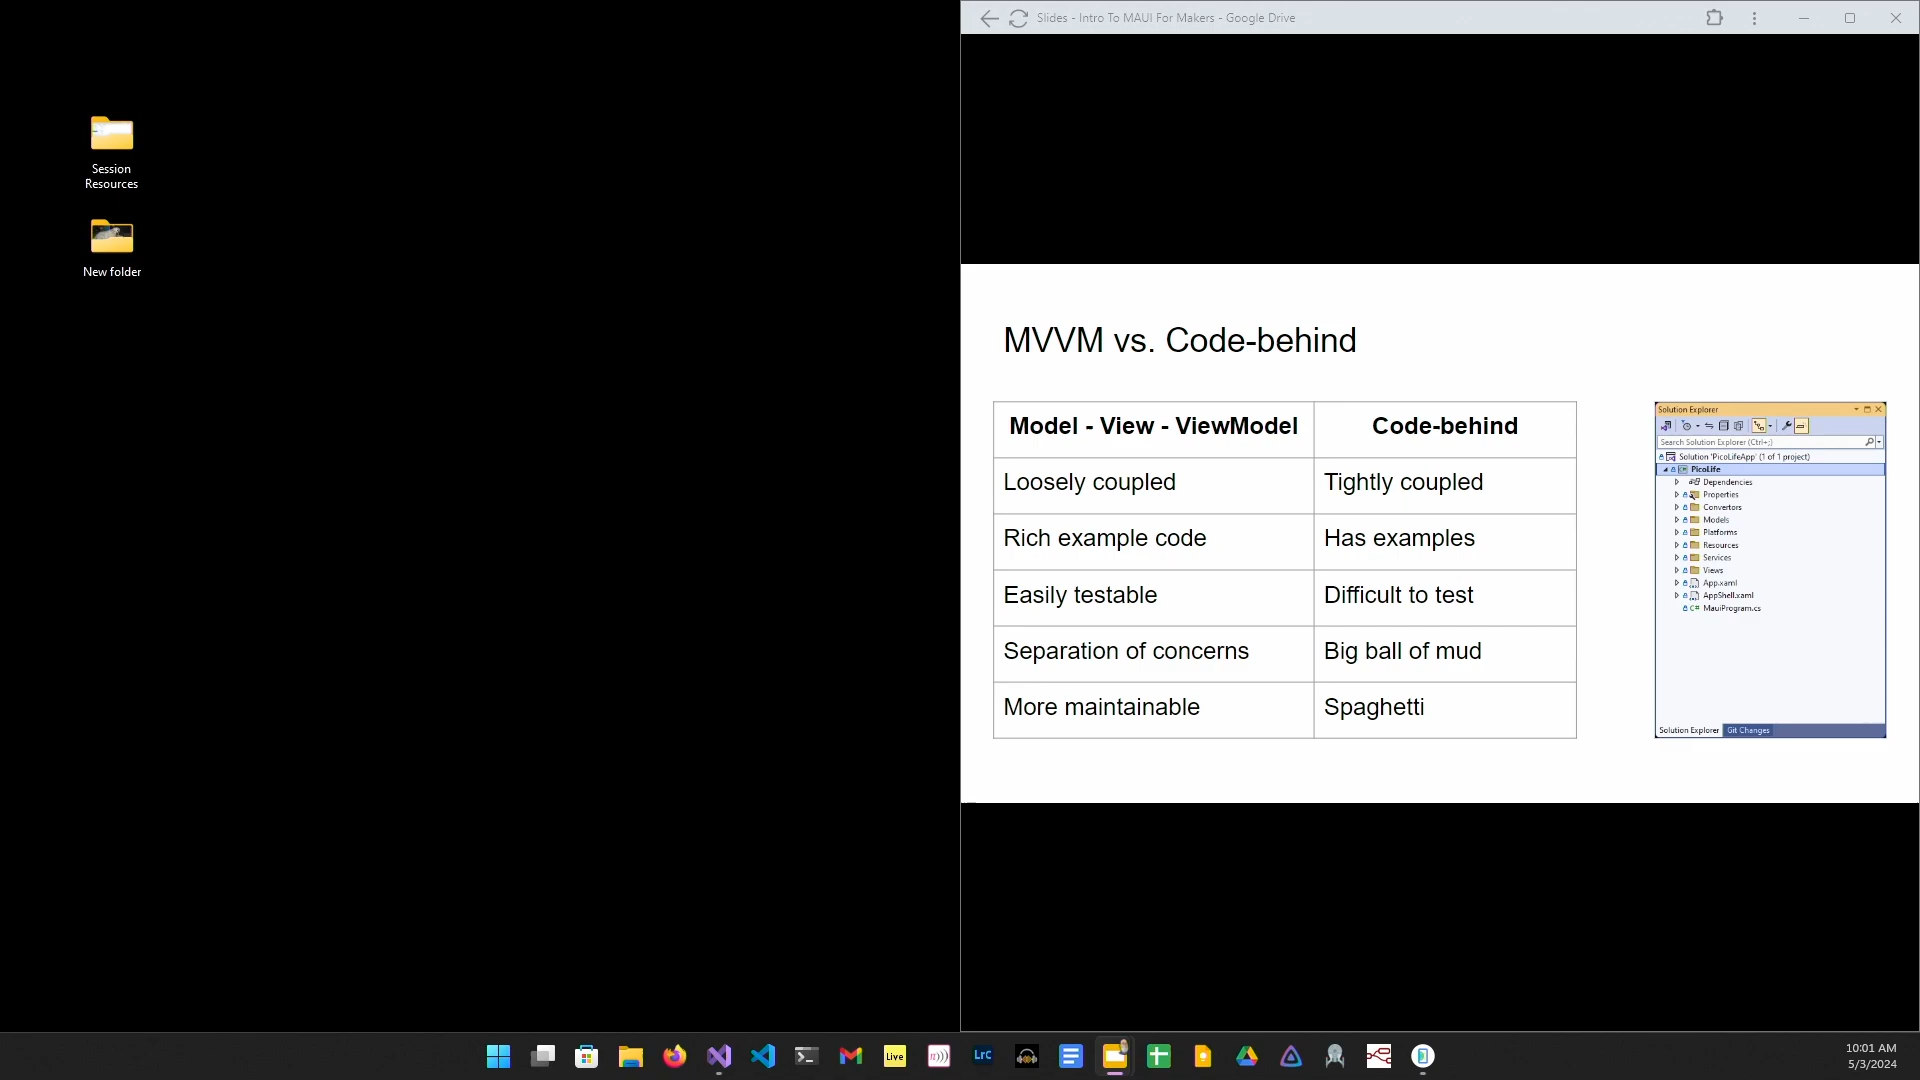 Slides - Intro To MAUI For Makers - Google Drive
Session
Resources
New folder
MVVM vs. Code-behind
Model - View - ViewModel
Code-behind
Loosely coupled
Tightly coupled
Rich example code
Has examples
Easily testable
Difficult to test
Separation of concerns
Big ball of mud
More maintainable
Spaghetti
Solution Explorer
Search Solution Explorer (Ctrl+;)
Solution 'PicoLifeApp' (1 of 1 project)
PicoLife
Dependencies
Properties
Convertors
Models
Platforms
Resources
Services
Views
App.xaml
AppShell.xaml
C# MauiProgram.cs
Solution Explorer
Git Changes
Live
LrC
10:01 AM
5/3/2024